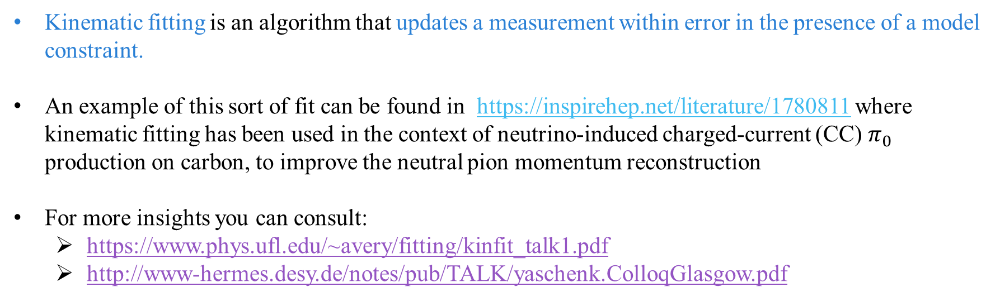 • Kinematic fitting is an algorithm that updates a measurement within error in the presence of a model
constraint.
• An example of this sort of fit can be found in https://inspirehep.net/literature/1780811 where
kinematic fitting has been used in the context of neutrino-induced charged-current (CC) π₀
production on carbon, to improve the neutral pion momentum reconstruction
• For more insights you can consult:
➢ https://www.phys.ufl.edu/~avery/fitting/kinfit_talk1.pdf
➢ http://www-hermes.desy.de/notes/pub/TALK/yaschenk.ColloqGlasgow.pdf